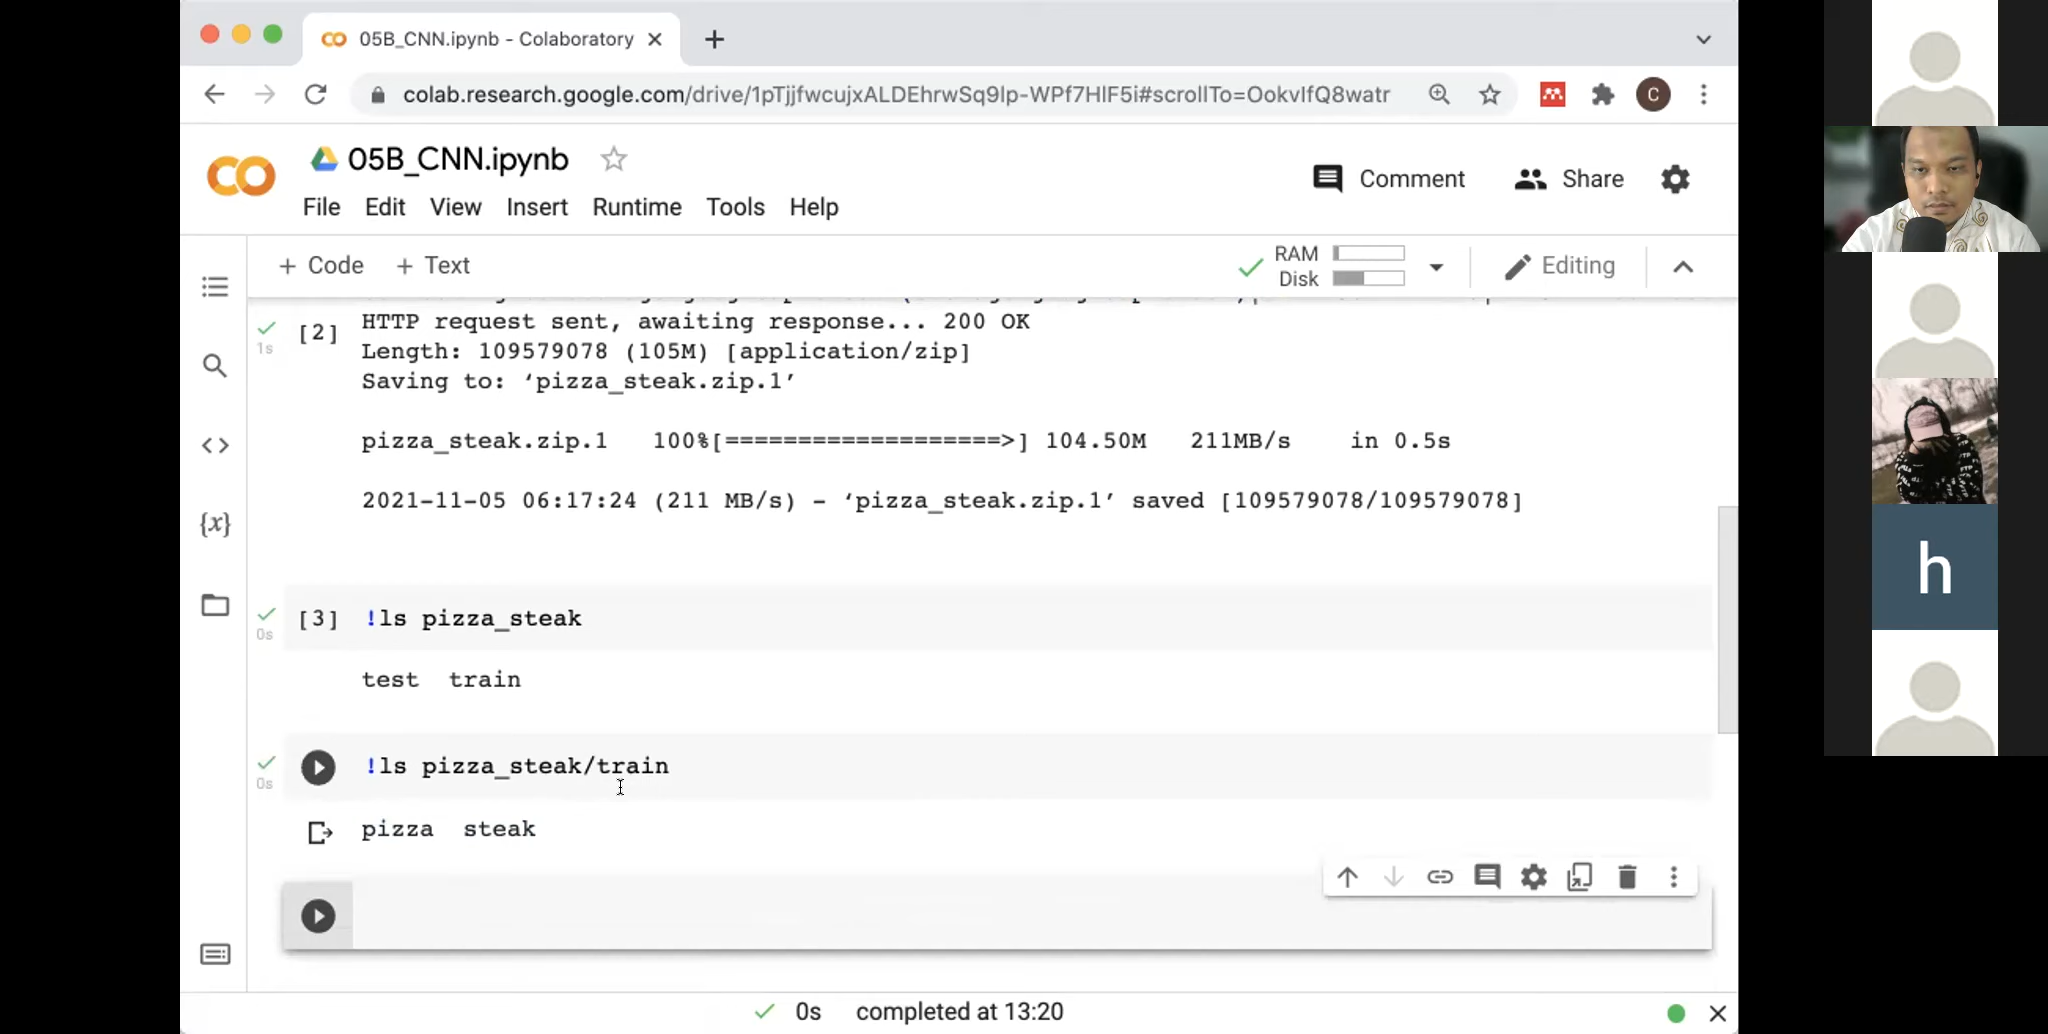 05B_CNN.ipynb - Colaboratory
colab.research.google.com/drive/1pTjjfwcujxALDEhrwSq9lp-WPf7HlF5i#scrollTo=OokvIfQ8watr
C
05B_CNN.ipynb
Comment
Share
File Edit View Insert Runtime Tools Help
+ Code + Text
RAM
Disk
Editing
[2]
1s
HTTP request sent, awaiting response... 200 OK
Length: 109579078 (105M) [application/zip]
Saving to: ‘pizza_steak.zip.1’
pizza_steak.zip.1 100%[===================>] 104.50M 211MB/s in 0.5s
2021-11-05 06:17:24 (211 MB/s) - ‘pizza_steak.zip.1’ saved [109579078/109579078]
[3] !ls pizza_steak
0s
test train
!ls pizza_steak/train
0s
pizza steak
0s completed at 13:20
h